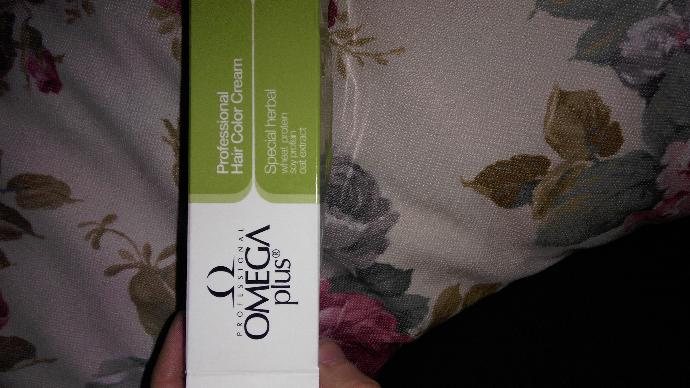 Professional
Hair Color Cream
Special herbal
wheat protein
soy protein
oat extract
Ω
PROFESSIONAL
OMEGA
plus®